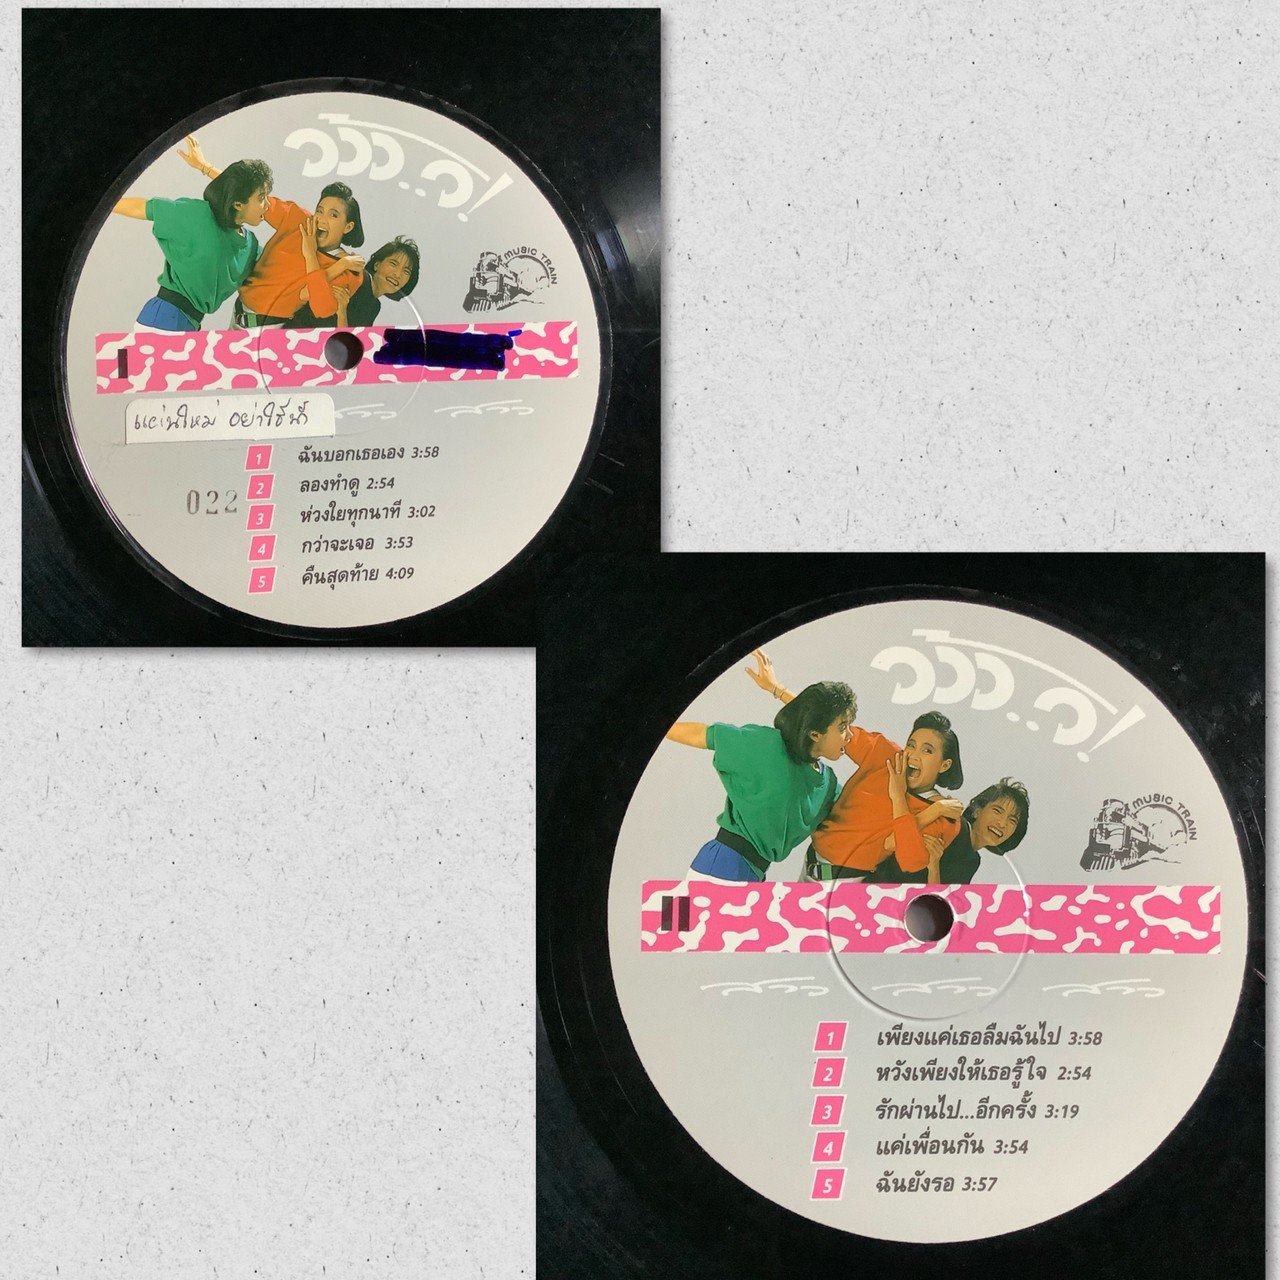 ว้าว..ว!
MUSIC TRAIN
I
สาว สาว
แผ่นใหม่ อย่าใช้น้ำ
1 ฉันบอกเธอเอง 3:58
2 ลองทำดู 2:54
022
3 ห่วงใยทุกนาที 3:02
4 กว่าจะเจอ 3:53
5 คืนสุดท้าย 4:09
ว้าว..ว!
MUSIC TRAIN
II
สาว สาว สาว
1 เพียงแค่เธอลืมฉันไป 3:58
2 หวังเพียงให้เธอรู้ใจ 2:54
3 รักผ่านไป...อีกครั้ง 3:19
4 แค่เพื่อนกัน 3:54
5 ฉันยังรอ 3:57